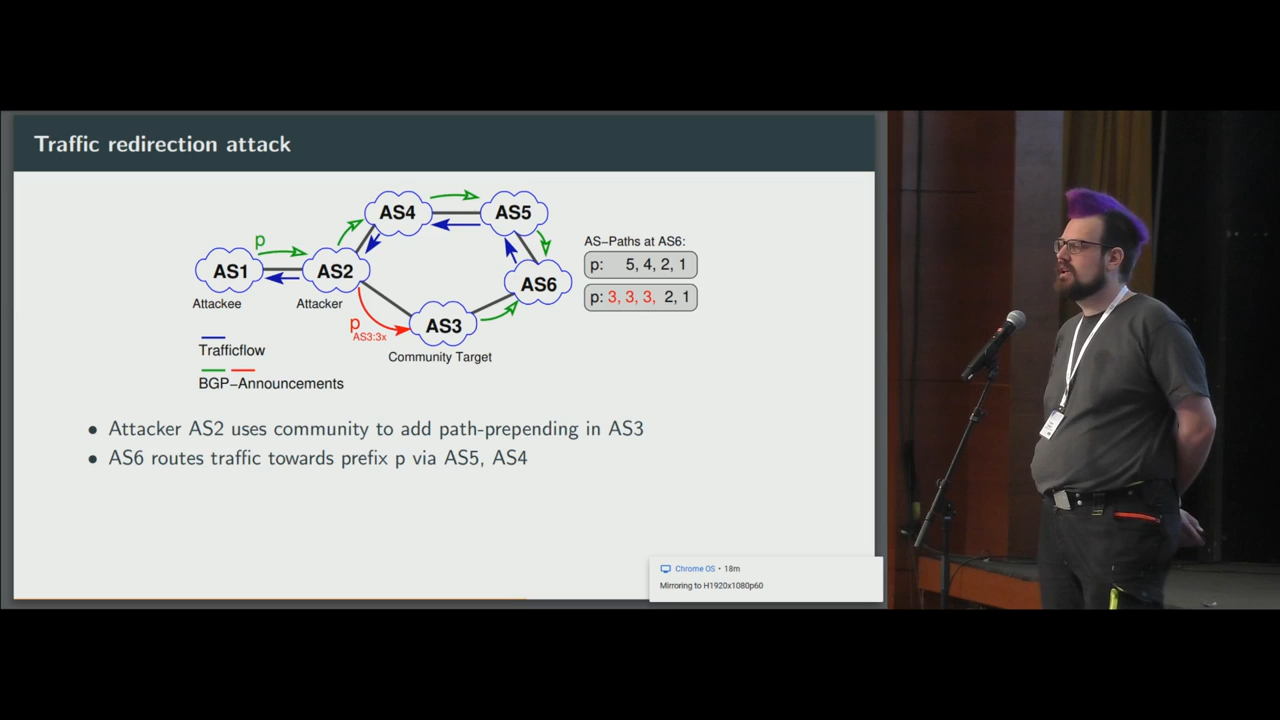 Traffic redirection attack
AS4
AS5
p
AS1
AS2
AS6
AS3
Attackee
Attacker
p
AS3:3x
Community Target
AS–Paths at AS6:
p: 5, 4, 2, 1
p: 3, 3, 3, 2, 1
Trafficflow
BGP–Announcements
• Attacker AS2 uses community to add path-prepending in AS3
• AS6 routes traffic towards prefix p via AS5, AS4
Chrome OS • 18m
Mirroring to H1920x1080p60